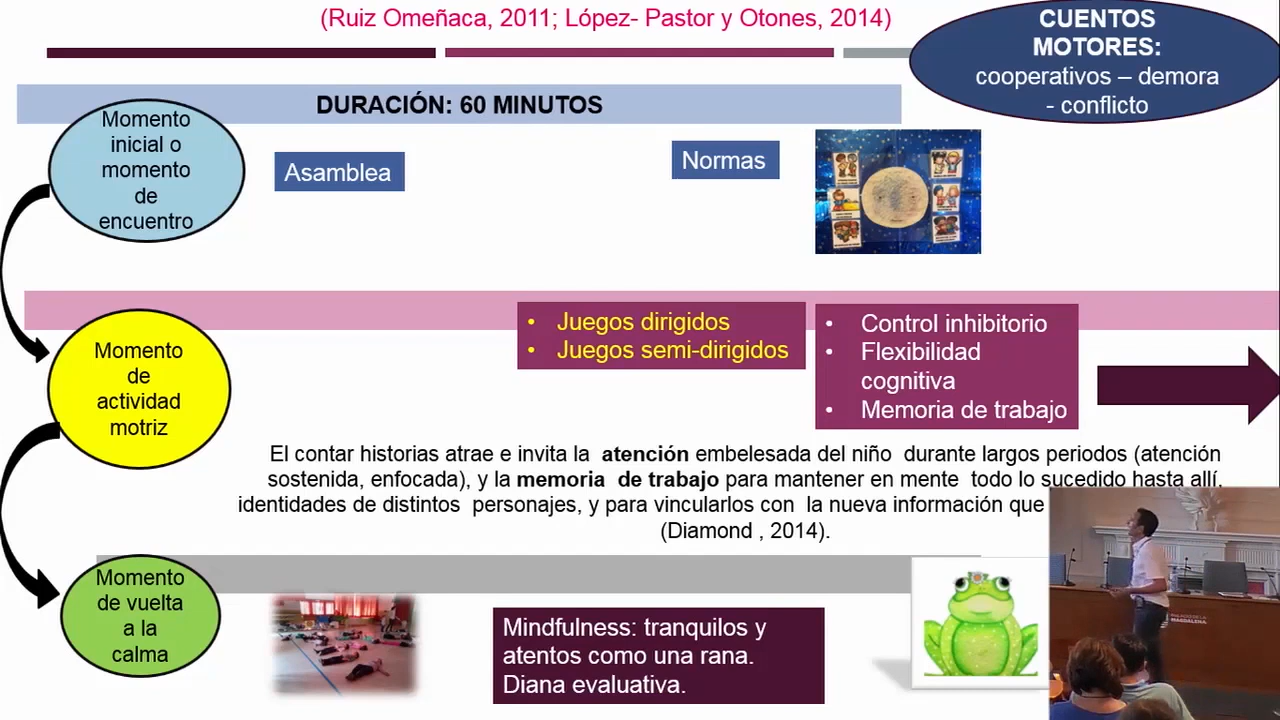 (Ruiz Omeñaca, 2011; López- Pastor y Otones, 2014)
CUENTOS
MOTORES:
cooperativos – demora
- conflicto
DURACIÓN: 60 MINUTOS
Momento
inicial o
momento
de
encuentro
Asamblea
Normas
Momento
de
actividad
motriz
• Juegos dirigidos
• Juegos semi-dirigidos
• Control inhibitorio
• Flexibilidad
cognitiva
• Memoria de trabajo
El contar historias atrae e invita la atención embelesada del niño durante largos periodos (atención
sostenida, enfocada), y la memoria de trabajo para mantener en mente todo lo sucedido hasta allí,
identidades de distintos personajes, y para vincularlos con la nueva información que
(Diamond , 2014).
Momento
de vuelta
a la
calma
Mindfulness: tranquilos y
atentos como una rana.
Diana evaluativa.
PALACIO DE LA
MAGDALENA